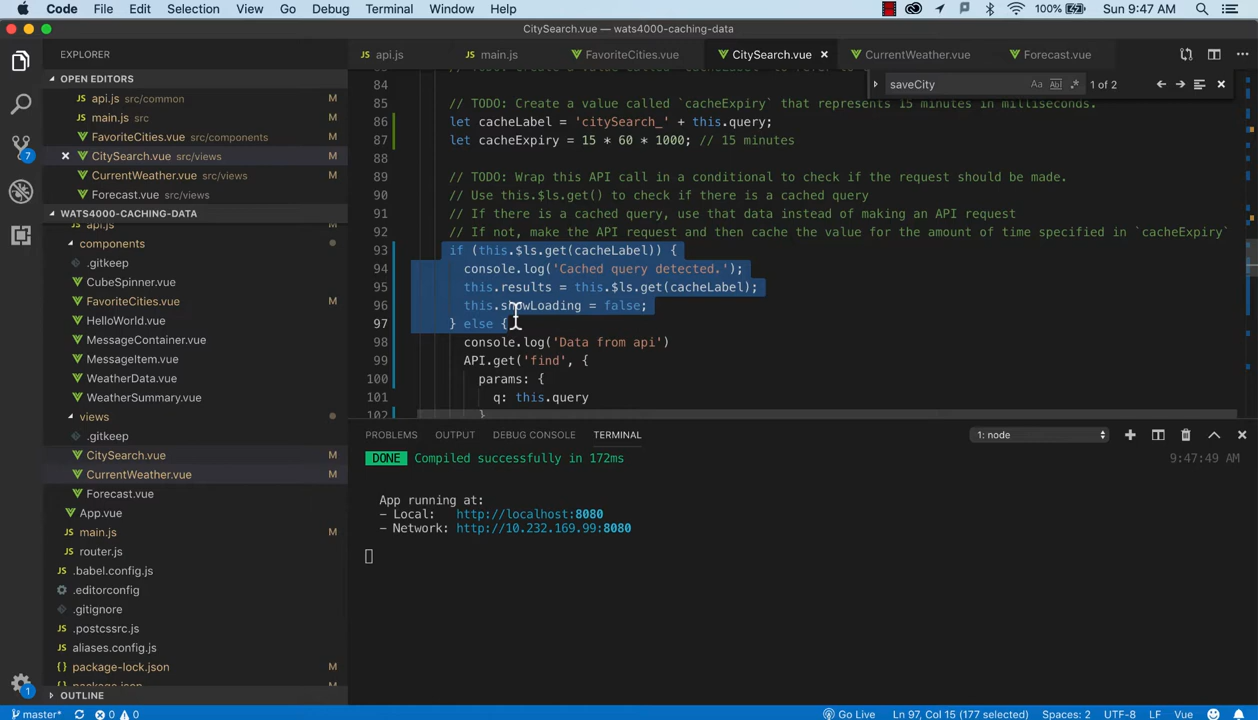 Code File Edit Selection View Go Debug Terminal Window Help 100% Sun 9:47 AM
CitySearch.vue — wats4000-caching-data
EXPLORER
OPEN EDITORS
api.js src/common M
main.js src M
FavoriteCities.vue src/components M
CitySearch.vue src/views M
CurrentWeather.vue src/views M
Forecast.vue src/views M
WATS4000-CACHING-DATA
api.js M
components
.gitkeep
CubeSpinner.vue
FavoriteCities.vue M
HelloWorld.vue
MessageContainer.vue
MessageItem.vue
WeatherData.vue
WeatherSummary.vue
views
.gitkeep
CitySearch.vue M
CurrentWeather.vue M
Forecast.vue M
App.vue
main.js M
router.js
.babel.config.js
.editorconfig
.gitignore
.postcssrc.js
aliases.config.js
package-lock.json M
package.json M
OUTLINE
7
1
api.js main.js FavoriteCities.vue CitySearch.vue CurrentWeather.vue Forecast.vue
saveCity Aa Abl .* 1 of 2
84
85 // TODO: Create a value called `cacheExpiry` that represents 15 minutes in milliseconds.
86 let cacheLabel = 'citySearch_' + this.query;
87 let cacheExpiry = 15 * 60 * 1000; // 15 minutes
88
89 // TODO: Wrap this API call in a conditional to check if the request should be made.
90 // Use this.$ls.get() to check if there is a cached query
91 // If there is a cached query, use that data instead of making an API request
92 // If not, make the API request and then cache the value for the amount of time specified in `cacheExpiry`
93 if (this.$ls.get(cacheLabel)) {
94 console.log('Cached query detected.');
95 this.results = this.$ls.get(cacheLabel);
96 this.showLoading = false;
97 } else {
98 console.log('Data from api')
99 API.get('find', {
100 params: {
101 q: this.query
102 }
PROBLEMS OUTPUT DEBUG CONSOLE TERMINAL 1: node
DONE Compiled successfully in 172ms 9:47:49 AM
App running at:
- Local: http://localhost:8080
- Network: http://10.232.169.99:8080
master* 0 0 Go Live Ln 97, Col 15 (177 selected) Spaces: 2 UTF-8 LF Vue